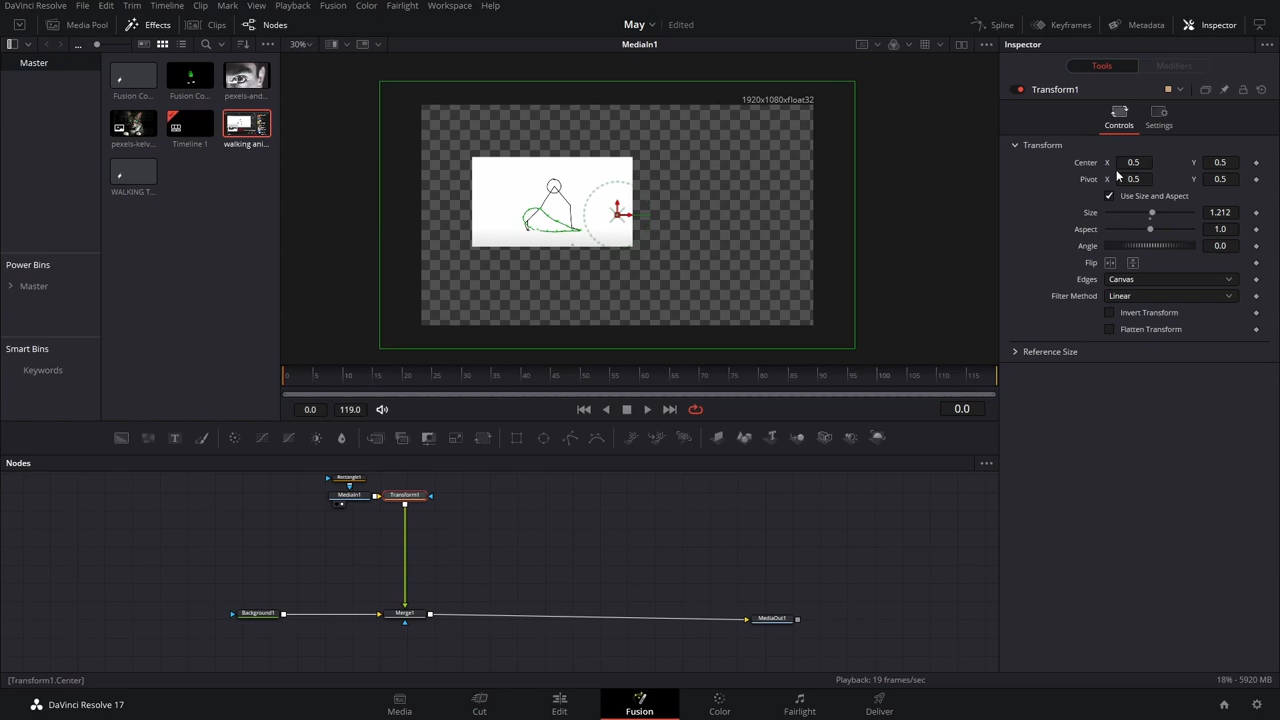 DaVinci Resolve File Edit Trim Timeline Clip Mark View Playback Fusion Color Fairlight Workspace Help
Media Pool Effects Clips Nodes May Edited Spline Keyframes Metadata Inspector
... 30% MediaIn1 Inspector
Master
Fusion Co... Fusion Co... pexels-and...
pexels-kelv... Timeline 1 walking ani...
WALKING T...
Power Bins
Master
Smart Bins
Keywords
1920x1080xfloat32
Tools Modifiers
Transform1
Controls Settings
Transform
Center X 0.5 Y 0.5
Pivot X 0.5 Y 0.5
Use Size and Aspect
Size 1.212
Aspect 1.0
Angle 0.0
Flip
Edges Canvas
Filter Method Linear
Invert Transform
Flatten Transform
Reference Size
0 5 10 15 20 25 30 35 40 45 50 55 60 65 70 75 80 85 90 95 100 105 110 115
0.0 119.0 0.0
Nodes
Rectangle1
MediaIn1 Transform1
Background1 Merge1 MediaOut1
[Transform1.Center] Playback: 19 frames/sec 18% - 5920 MB
DaVinci Resolve 17 Media Cut Edit Fusion Color Fairlight Deliver